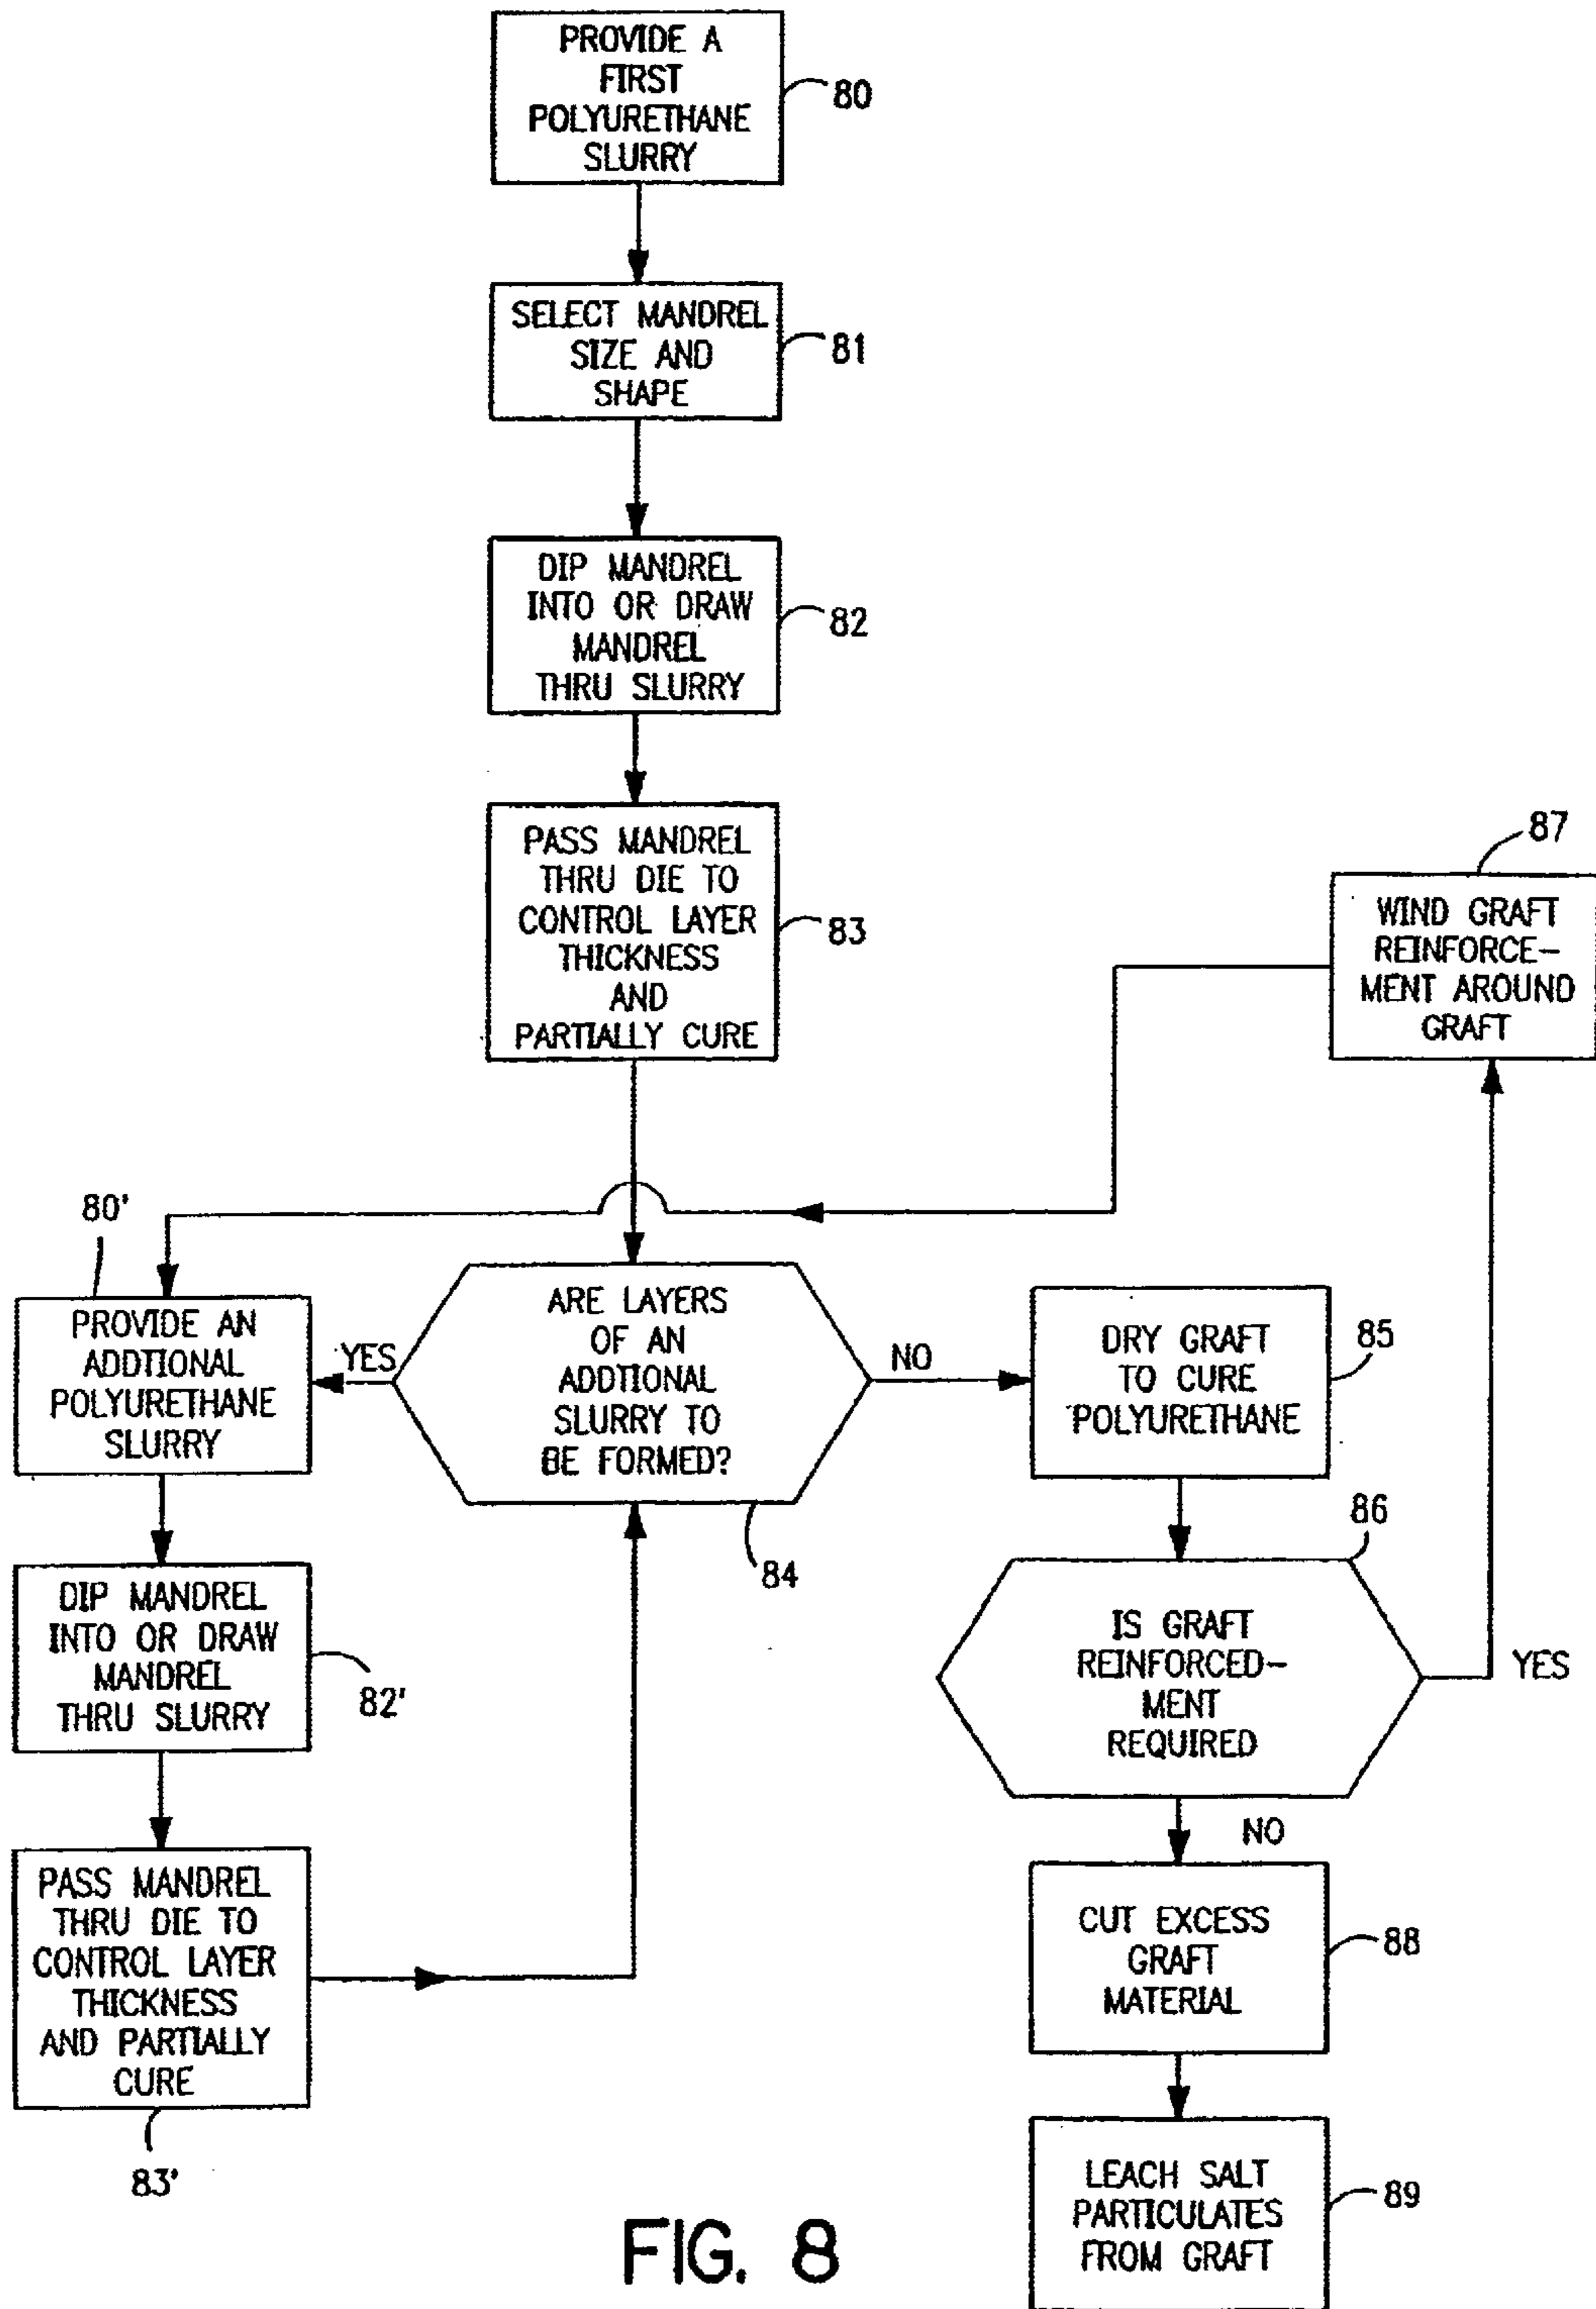 PROVIDE A
FIRST
POLYURETHANE
SLURRY
80
SELECT MANDREL
SIZE AND
SHAPE
81
DIP MANDREL
INTO OR DRAW
MANDREL
THRU SLURRY
82
PASS MANDREL
THRU DIE TO
CONTROL LAYER
THICKNESS
AND
PARTIALLY CURE
83
87
WIND GRAFT
REINFORCE-
MENT AROUND
GRAFT
80'
PROVIDE AN
ADDTIONAL
POLYURETHANE
SLURRY
YES
ARE LAYERS
OF AN
ADDTIONAL
SLURRY TO
BE FORMED?
84
NO
DRY GRAFT
TO CURE
POLYURETHANE
85
86
IS GRAFT
REINFORCED-
MENT
REQUIRED
YES
NO
DIP MANDREL
INTO OR DRAW
MANDREL
THRU SLURRY
82'
PASS MANDREL
THRU DIE TO
CONTROL LAYER
THICKNESS
AND PARTIALLY
CURE
83'
CUT EXCESS
GRAFT
MATERIAL
88
LEACH SALT
PARTICULATES
FROM GRAFT
89
FIG. 8